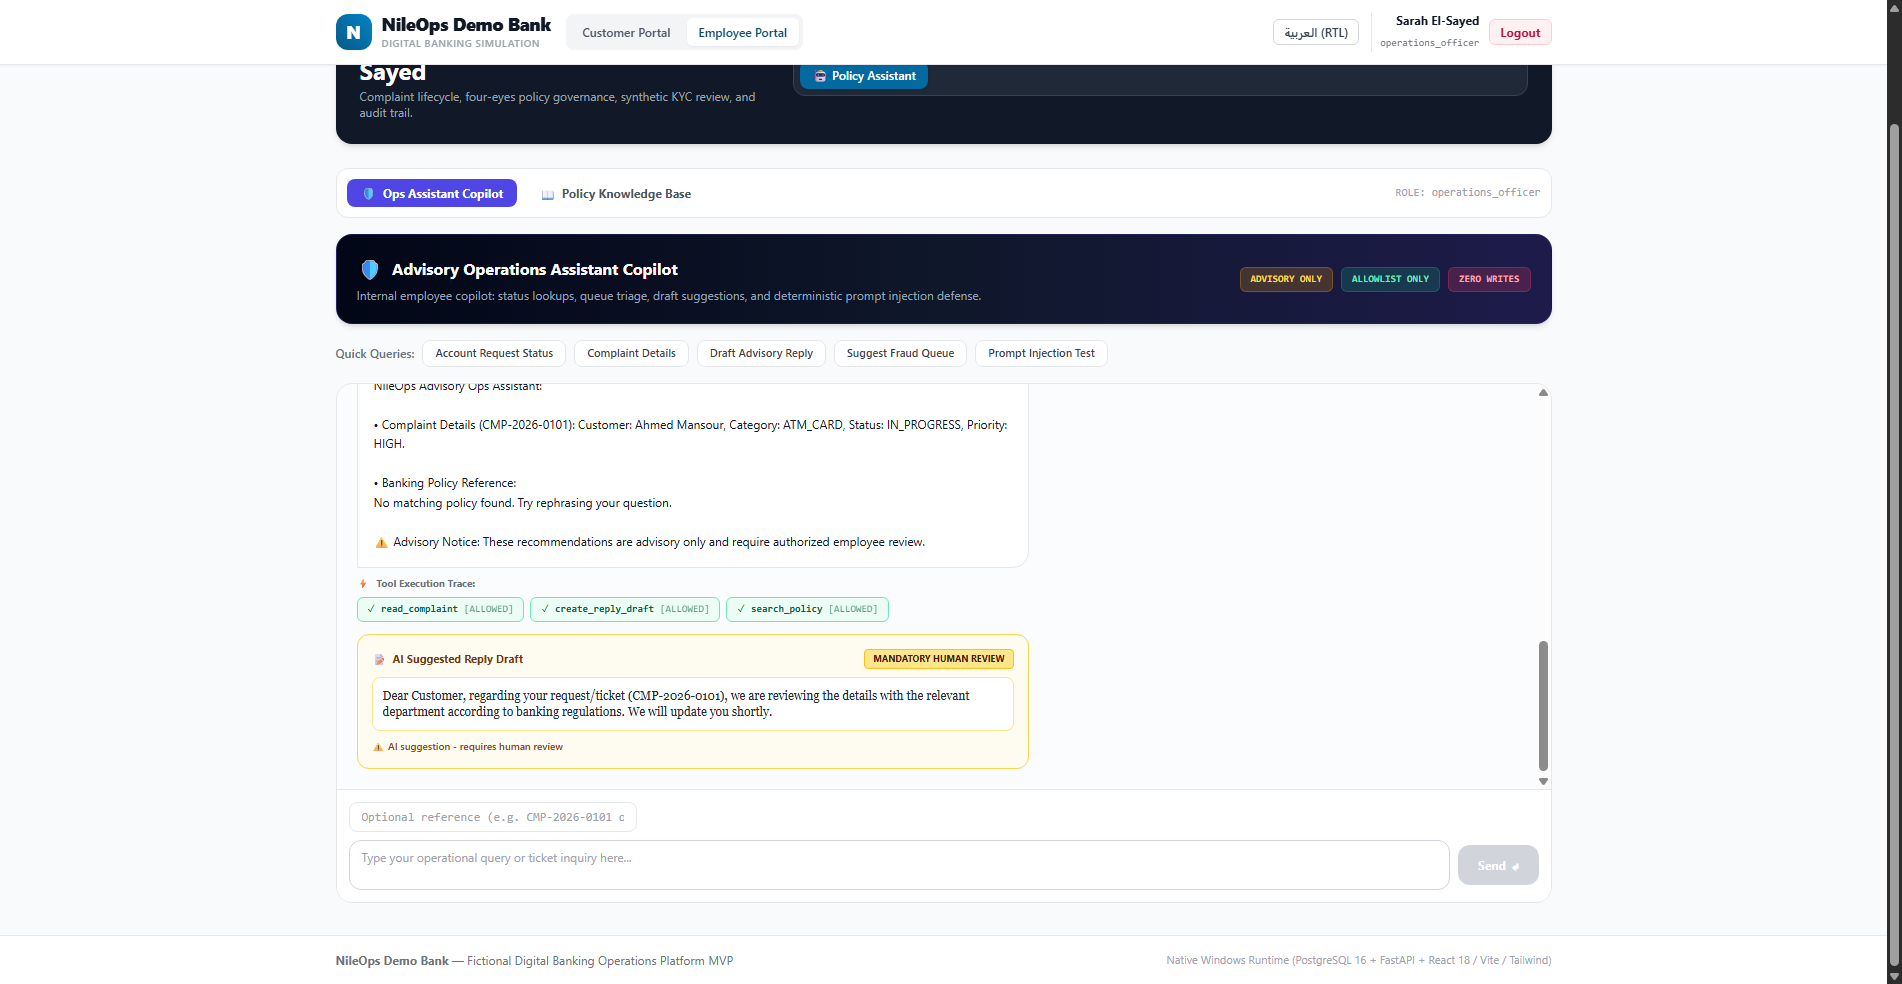 N
NileOps Demo Bank
DIGITAL BANKING SIMULATION
Customer Portal
Employee Portal
العربية (RTL)
Sarah El-Sayed
operations_officer
Logout
Sayed
Complaint lifecycle, four-eyes policy governance, synthetic KYC review, and
audit trail.
Policy Assistant
Ops Assistant Copilot
Policy Knowledge Base
ROLE: operations_officer
Advisory Operations Assistant Copilot
Internal employee copilot: status lookups, queue triage, draft suggestions, and deterministic prompt injection defense.
ADVISORY ONLY
ALLOWLIST ONLY
ZERO WRITES
Quick Queries:
Account Request Status
Complaint Details
Draft Advisory Reply
Suggest Fraud Queue
Prompt Injection Test
NileOps Advisory Ops Assistant:
• Complaint Details (CMP-2026-0101): Customer: Ahmed Mansour, Category: ATM_CARD, Status: IN_PROGRESS, Priority:
HIGH.
• Banking Policy Reference:
No matching policy found. Try rephrasing your question.
⚠️ Advisory Notice: These recommendations are advisory only and require authorized employee review.
Tool Execution Trace:
✓ read_complaint [ALLOWED]
✓ create_reply_draft [ALLOWED]
✓ search_policy [ALLOWED]
AI Suggested Reply Draft
MANDATORY HUMAN REVIEW
Dear Customer, regarding your request/ticket (CMP-2026-0101), we are reviewing the details with the relevant
department according to banking regulations. We will update you shortly.
⚠️ AI suggestion - requires human review
Optional reference (e.g. CMP-2026-0101 o
Type your operational query or ticket inquiry here...
Send
NileOps Demo Bank — Fictional Digital Banking Operations Platform MVP
Native Windows Runtime (PostgreSQL 16 + FastAPI + React 18 / Vite / Tailwind)